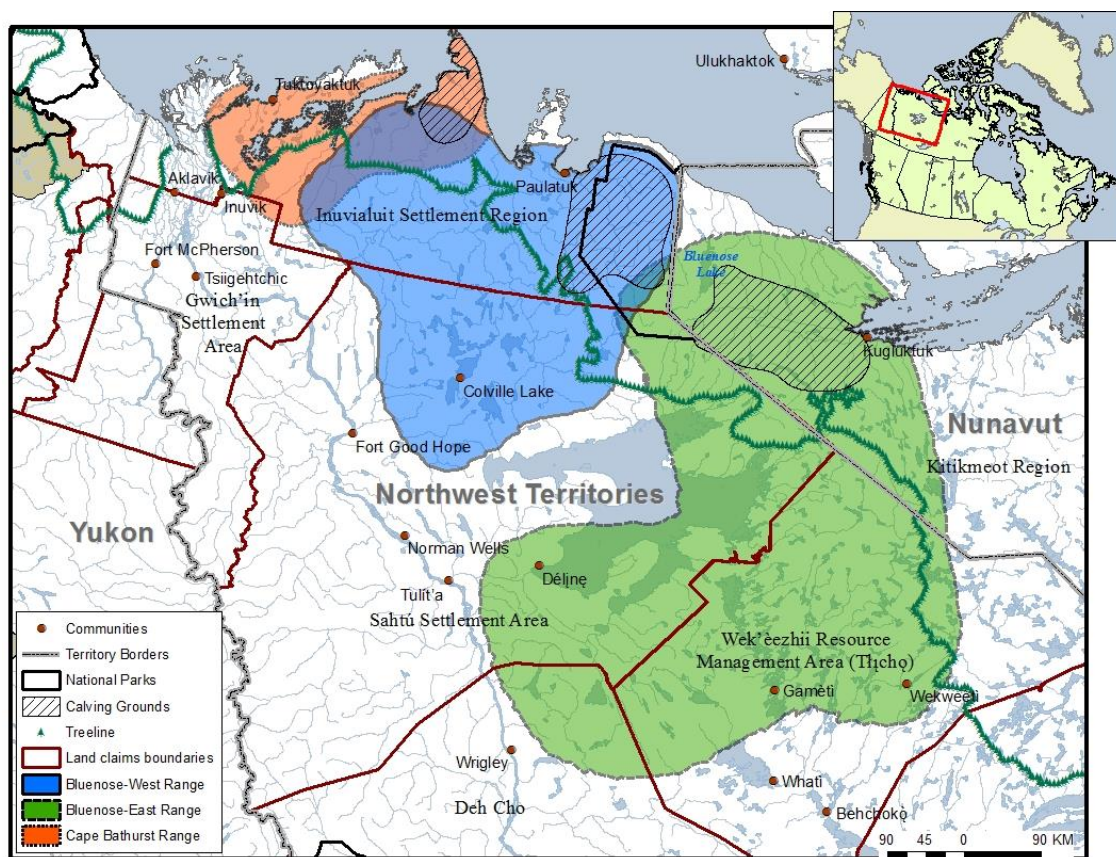 Ulukhaktok
Tuktoyaktuk
Aklavik
Inuvik
Paulatuk
Inuvialuit Settlement Region
Fort McPherson
Tsiigehtchic
Gwich'in
Settlement
Area
Bluenose
Lake
Kugluktuk
Colville Lake
Fort Good Hope
Nunavut
Kitikmeot Region
Northwest Territories
Yukon
Norman Wells
Délįnę
Tulít'a
Sahtú Settlement Area
Wek'èezhìi Resource
Management Area (Tłı̨chǫ)
Gamètì
Wekweetì
Wrigley
Deh Cho
Whatì
Behchokǫ̀
Communities
Territory Borders
National Parks
Calving Grounds
Treeline
Land claims boundaries
Bluenose-West Range
Bluenose-East Range
Cape Bathurst Range
90 45 0 90 KM